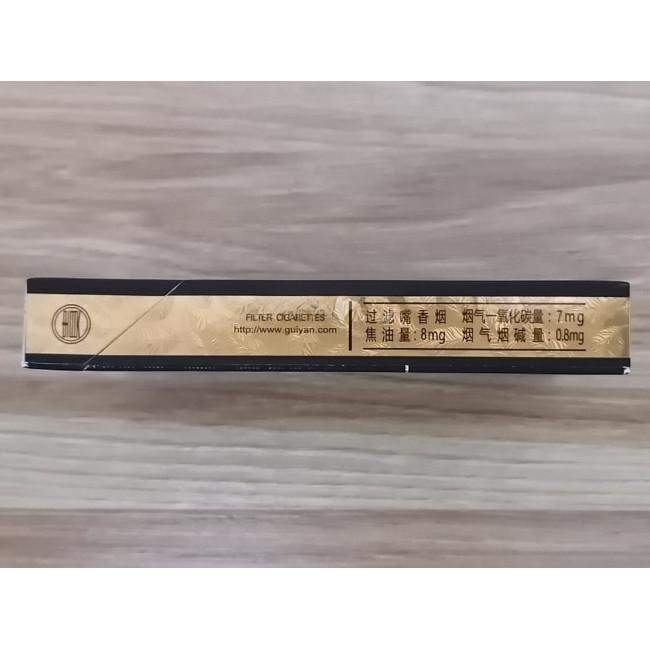 FILTER CIGARETTES
http://www.guiyan.com
过滤嘴香烟 烟气一氧化碳量:7mg
焦油量:8mg 烟气烟碱量:0.8mg